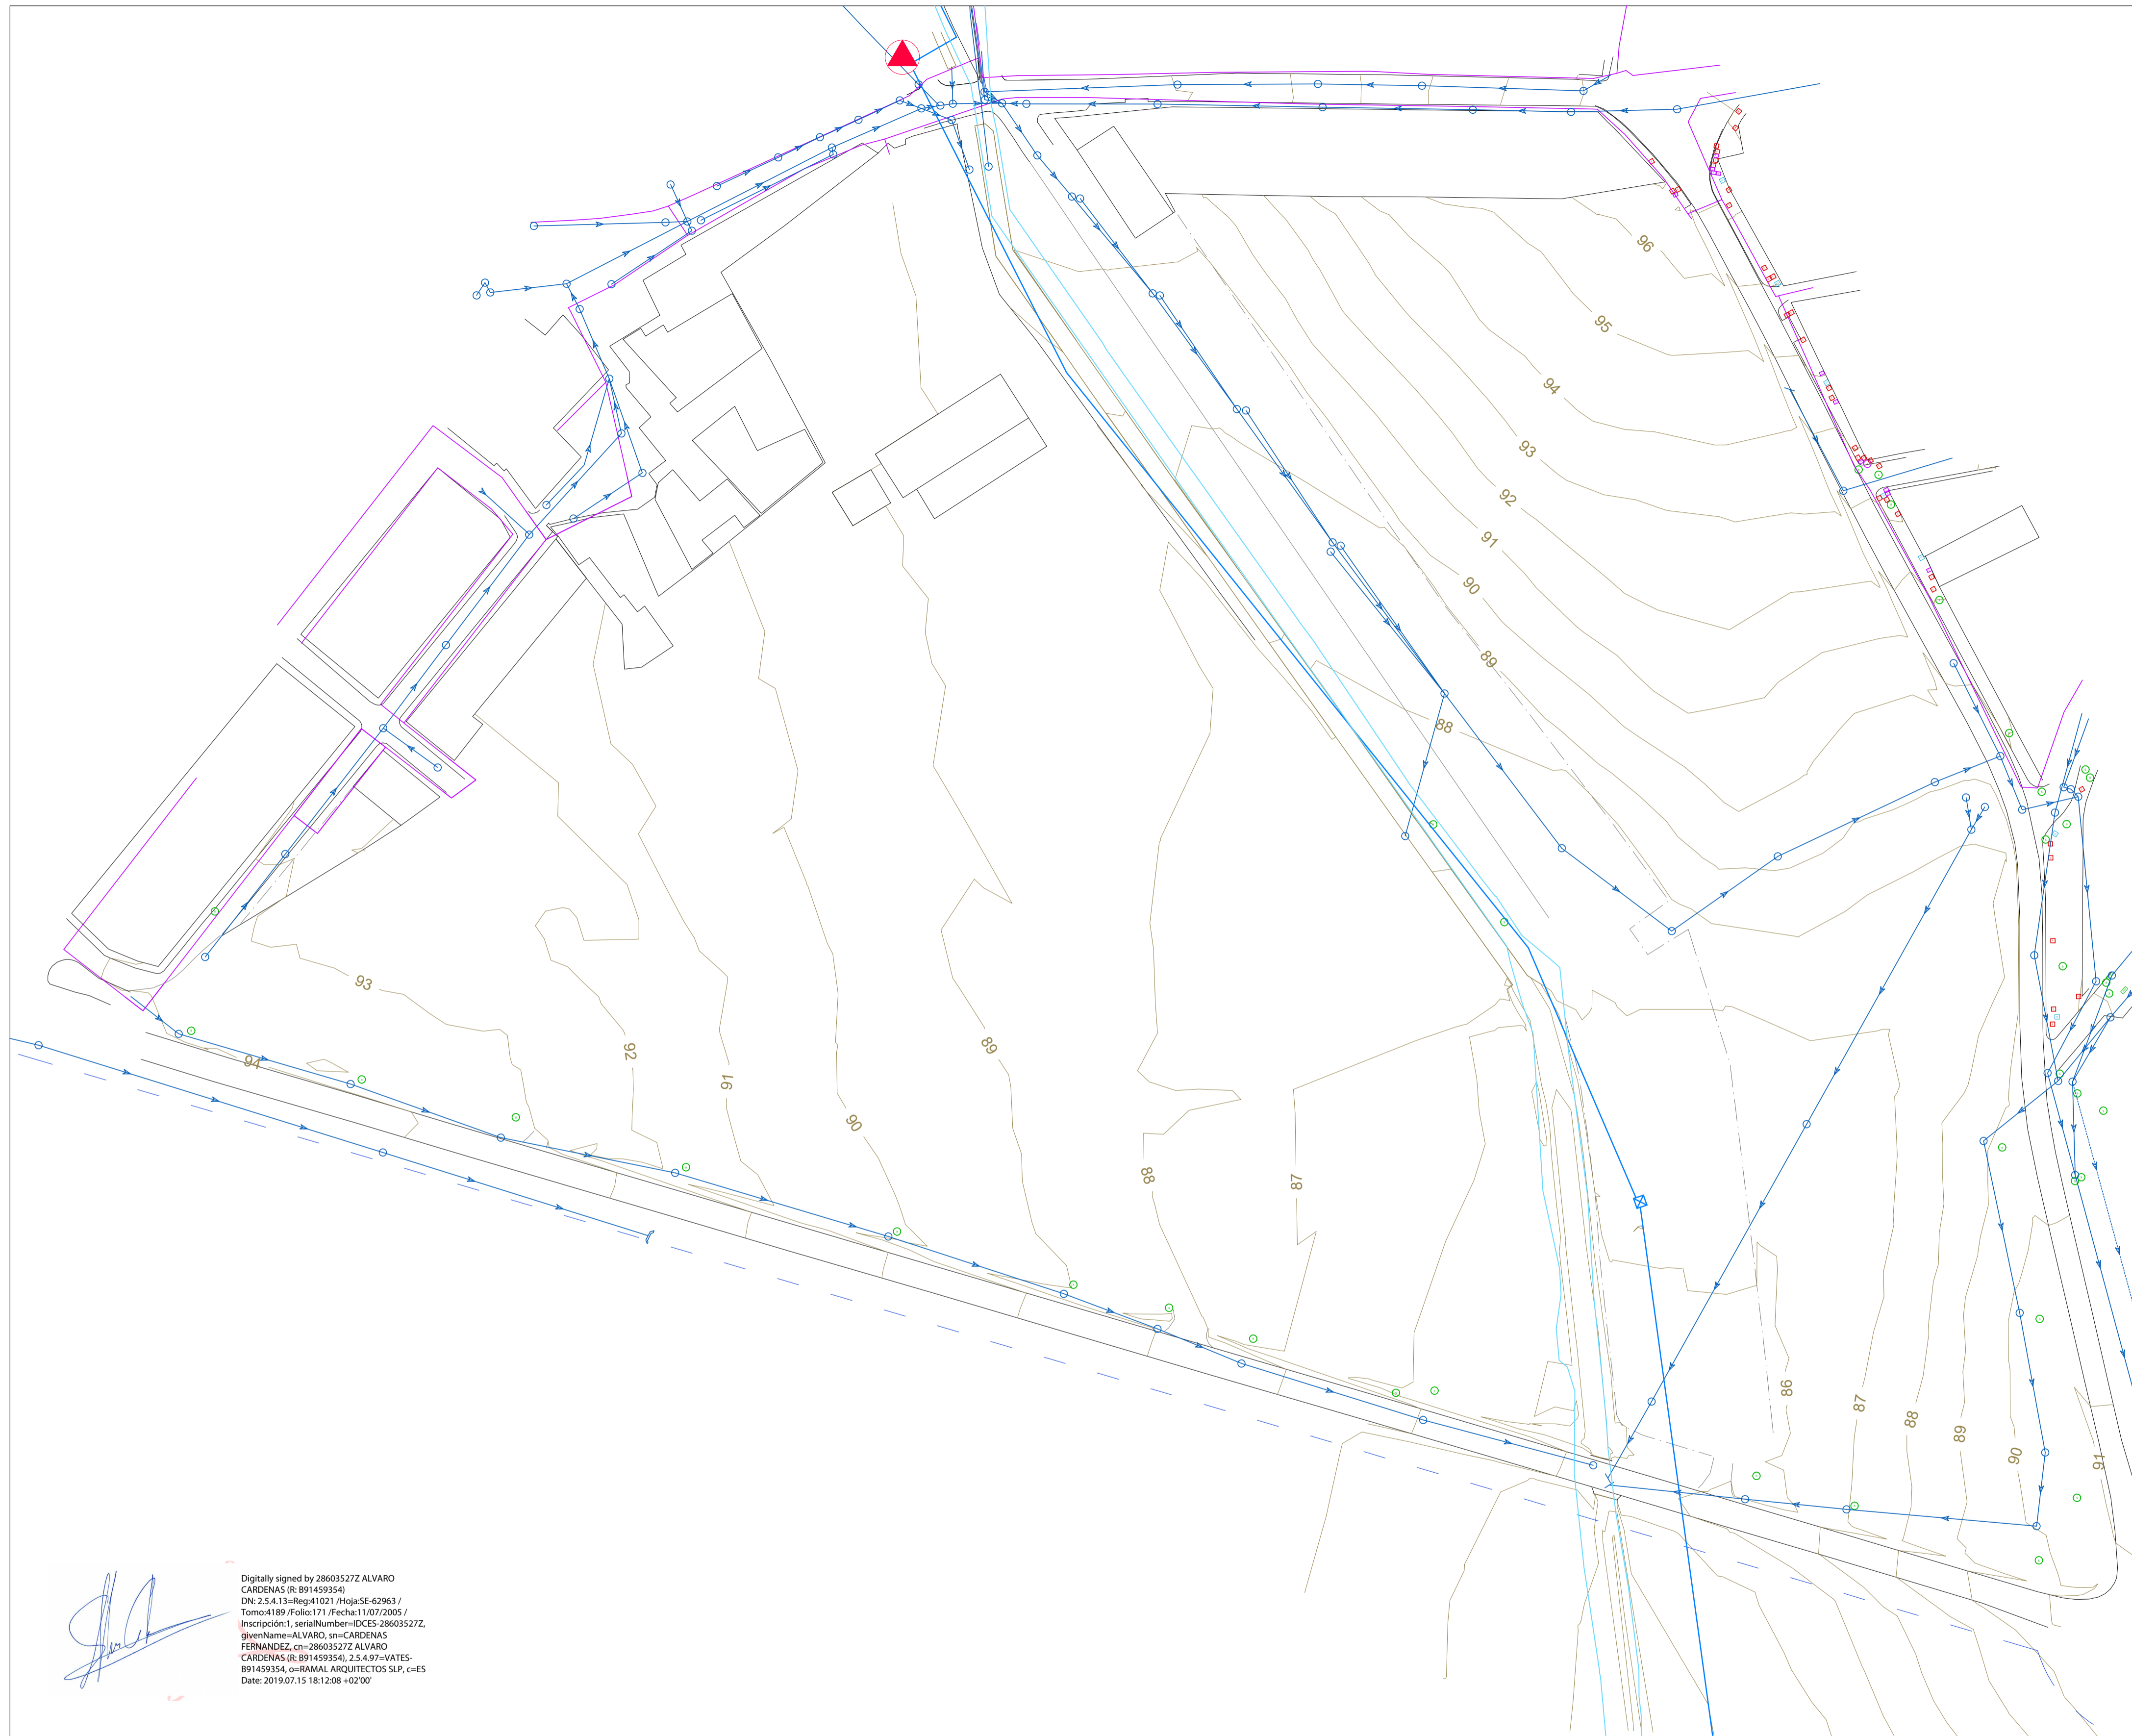 96
95
94
93
92
91
90
89
88
93
94
92
91
90
89
88
87
86
87
88
89
90
91
Digitally signed by 28603527Z ALVARO
CARDENAS (R: B91459354)
DN: 2.5.4.13=Reg:41021 /Hoja:SE-62963 /
Tomo:4189 /Folio:171 /Fecha:11/07/2005 /
Inscripción:1, serialNumber=IDCES-28603527Z,
givenName=ALVARO, sn=CARDENAS
FERNANDEZ, cn=28603527Z ALVARO
CARDENAS (R: B91459354), 2.5.4.97=VATES-
B91459354, o=RAMAL ARQUITECTOS SLP, c=ES
Date: 2019.07.15 18:12:08 +02'00'